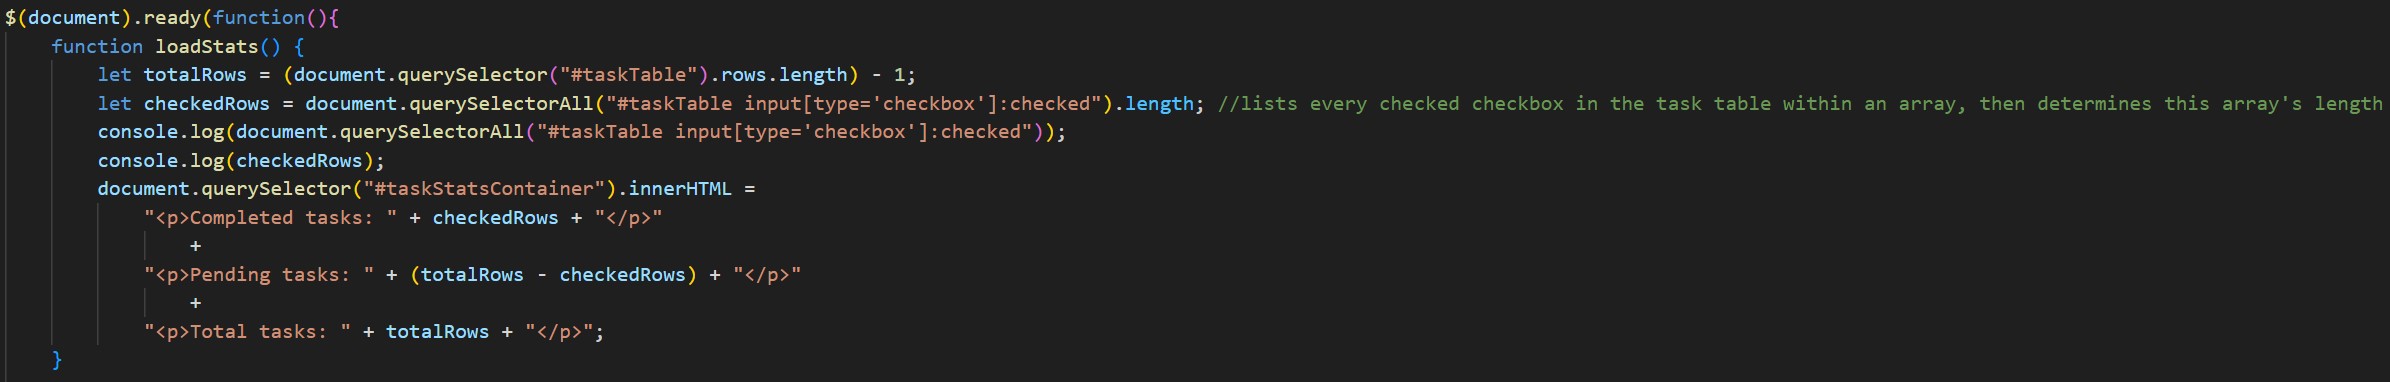 $(document).ready(function(){
    function loadStats() {
        let totalRows = (document.querySelector("#taskTable").rows.length) - 1;
        let checkedRows = document.querySelectorAll("#taskTable input[type='checkbox']:checked").length; //lists every checked checkbox in the task table within an array, then determines this array's length
        console.log(document.querySelectorAll("#taskTable input[type='checkbox']:checked"));
        console.log(checkedRows);
        document.querySelector("#taskStatsContainer").innerHTML =
            "<p>Completed tasks: " + checkedRows + "</p>"
                +
            "<p>Pending tasks: " + (totalRows - checkedRows) + "</p>"
                +
            "<p>Total tasks: " + totalRows + "</p>";
    }